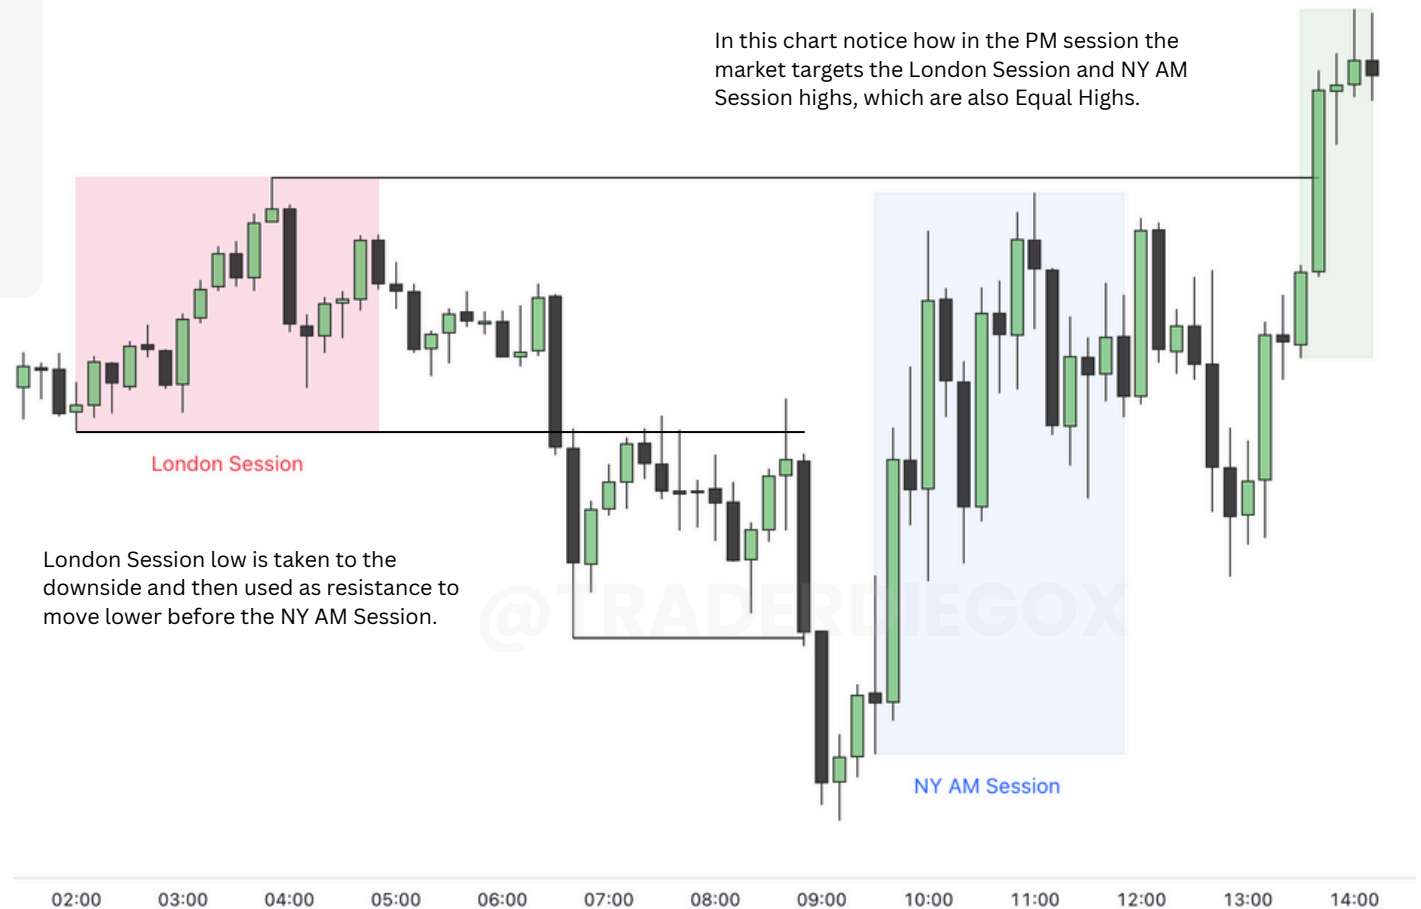 In this chart notice how in the PM session the
market targets the London Session and NY AM
Session highs, which are also Equal Highs.
London Session
London Session low is taken to the
downside and then used as resistance to
move lower before the NY AM Session.
@TRADERDIEGOX
NY AM Session
02:00 03:00 04:00 05:00 06:00 07:00 08:00 09:00 10:00 11:00 12:00 13:00 14:00